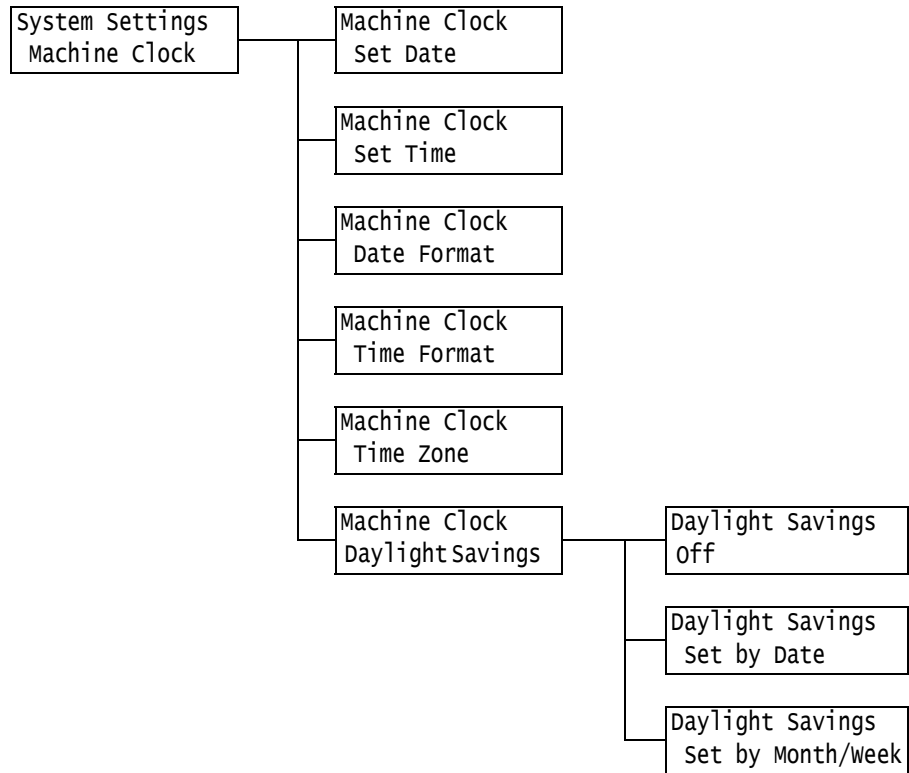 System Settings
Machine Clock
Machine Clock
Set Date
Machine Clock
Set Time
Machine Clock
Date Format
Machine Clock
Time Format
Machine Clock
Time Zone
Machine Clock
Daylight Savings
Daylight Savings
Off
Daylight Savings
Set by Date
Daylight Savings
Set by Month/Week